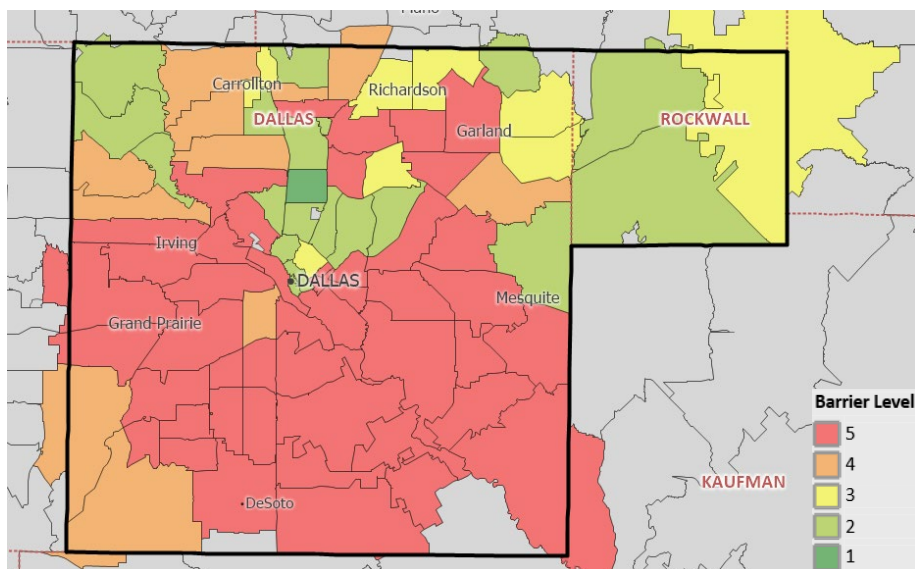 Plano
Carrollton
Richardson
DALLAS
ROCKWALL
Garland
Irving
DALLAS
Mesquite
Grand Prairie
DeSoto
KAUFMAN
Barrier Level
5
4
3
2
1